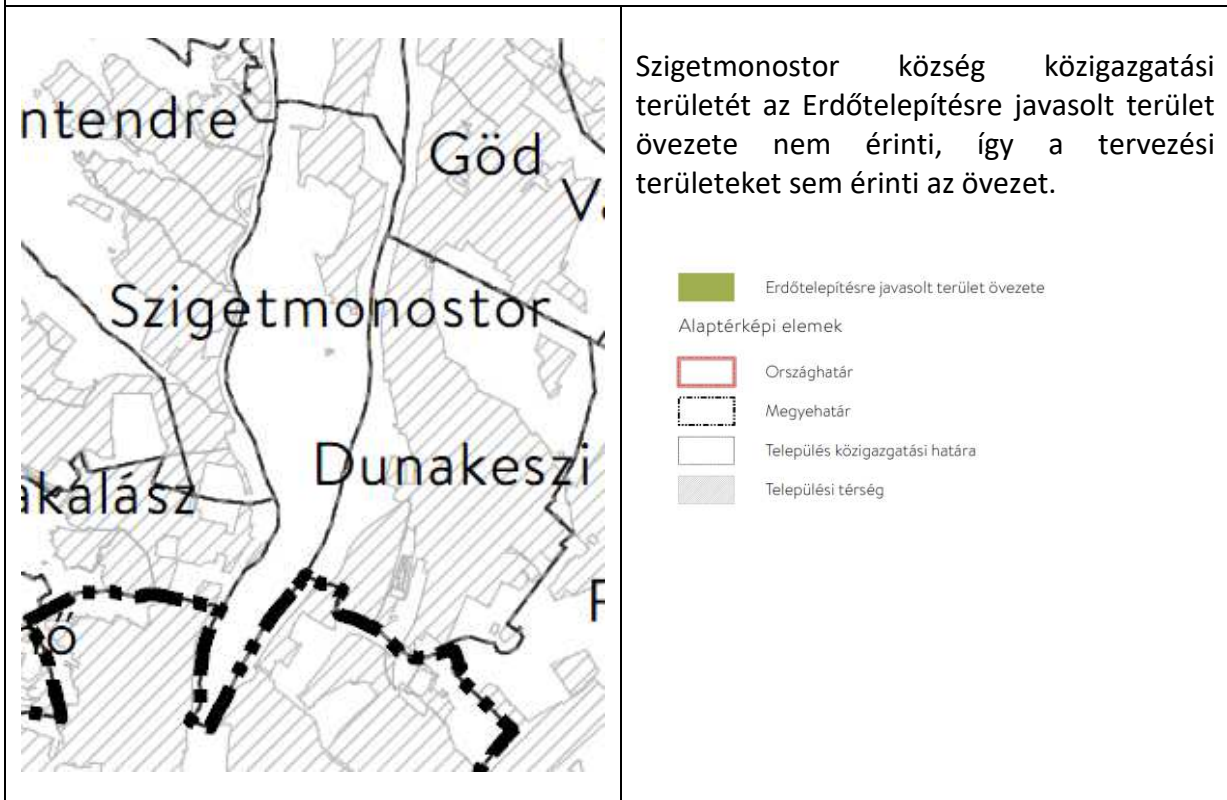 ntendre
Göd
Szigetmonostor
Dunakeszi
akalász
Szigetmonostor község közigazgatási
területét az Erdőtelepítésre javasolt terület
övezete nem érinti, így a tervezési
területeket sem érinti az övezet.
Erdőtelepítésre javasolt terület övezete
Alaptérképi elemek
Országhatár
Megyehatár
Település közigazgatási határa
Települési térség